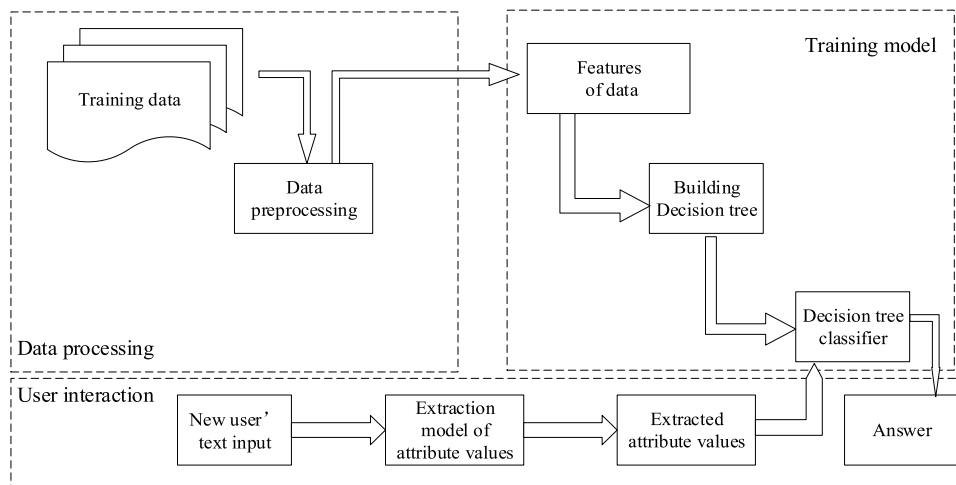 Training data
Data
preprocessing
Data processing
Training model
Features
of data
Building
Decision tree
Decision tree
classifier
User interaction
New user’
text input
Extraction
model of
attribute values
Extracted
attribute values
Answer